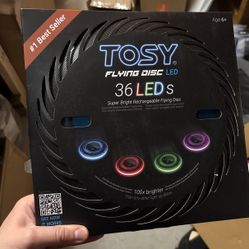 #1 Best Seller
Age 6+
TOSY®
FLYING DISC LED
36 LEDs
Super Bright Rechargeable Flying Disc
100x brighter